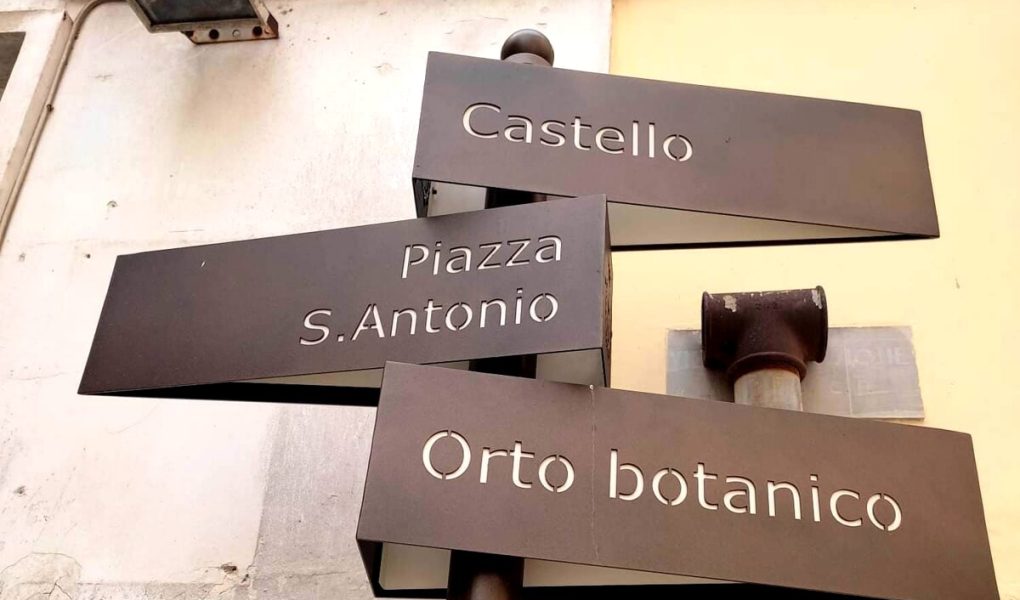 Castello
Piazza
S.Antonio
Orto botanico